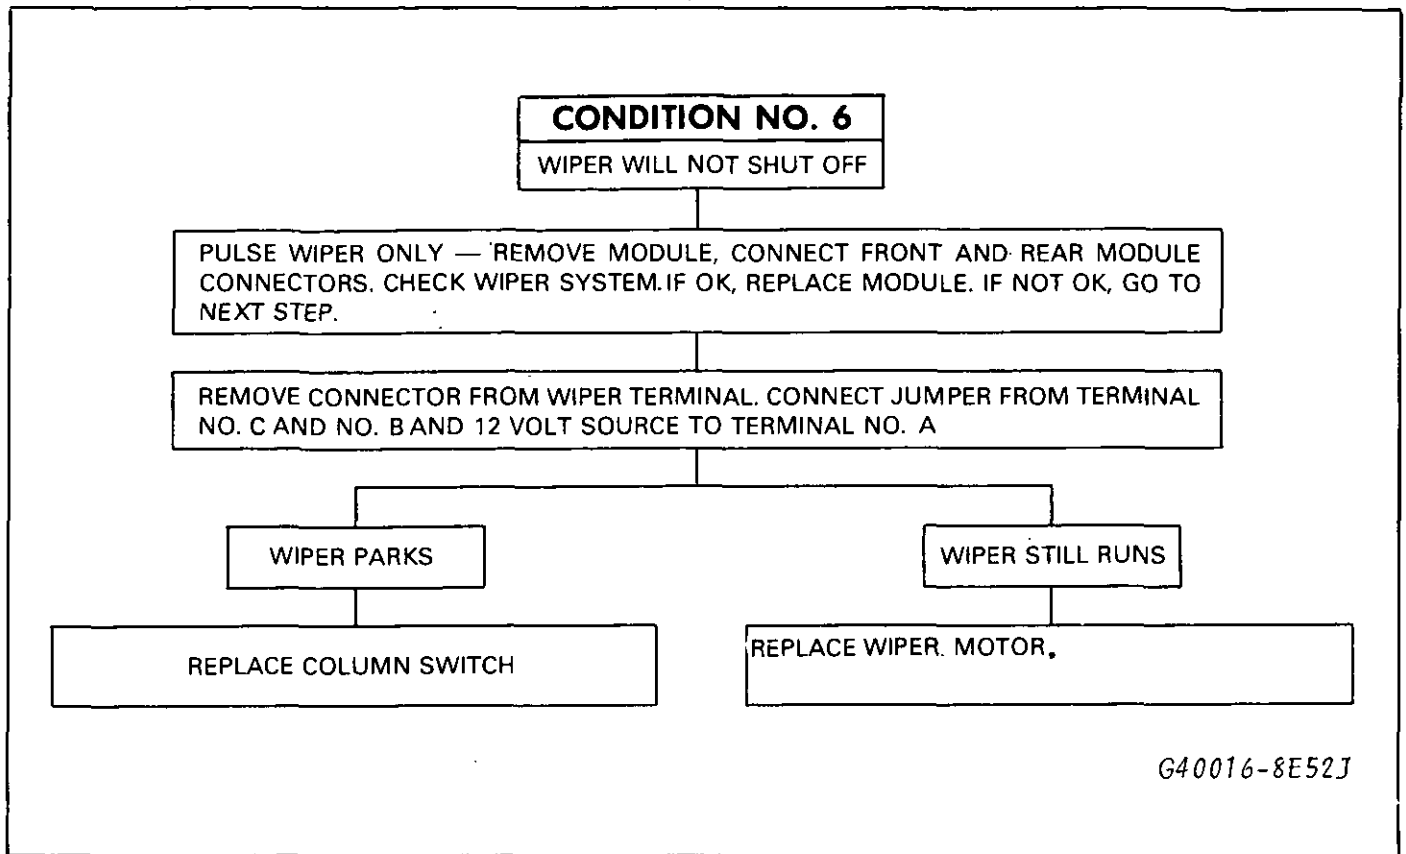 CONDITION NO. 6
WIPER WILL NOT SHUT OFF
PULSE WIPER ONLY — REMOVE MODULE, CONNECT FRONT AND REAR MODULE
CONNECTORS. CHECK WIPER SYSTEM. IF OK, REPLACE MODULE. IF NOT OK, GO TO
NEXT STEP.
REMOVE CONNECTOR FROM WIPER TERMINAL. CONNECT JUMPER FROM TERMINAL
NO. C AND NO. B AND 12 VOLT SOURCE TO TERMINAL NO. A
WIPER PARKS
WIPER STILL RUNS
REPLACE COLUMN SWITCH
REPLACE WIPER. MOTOR.
G40016-8E52J